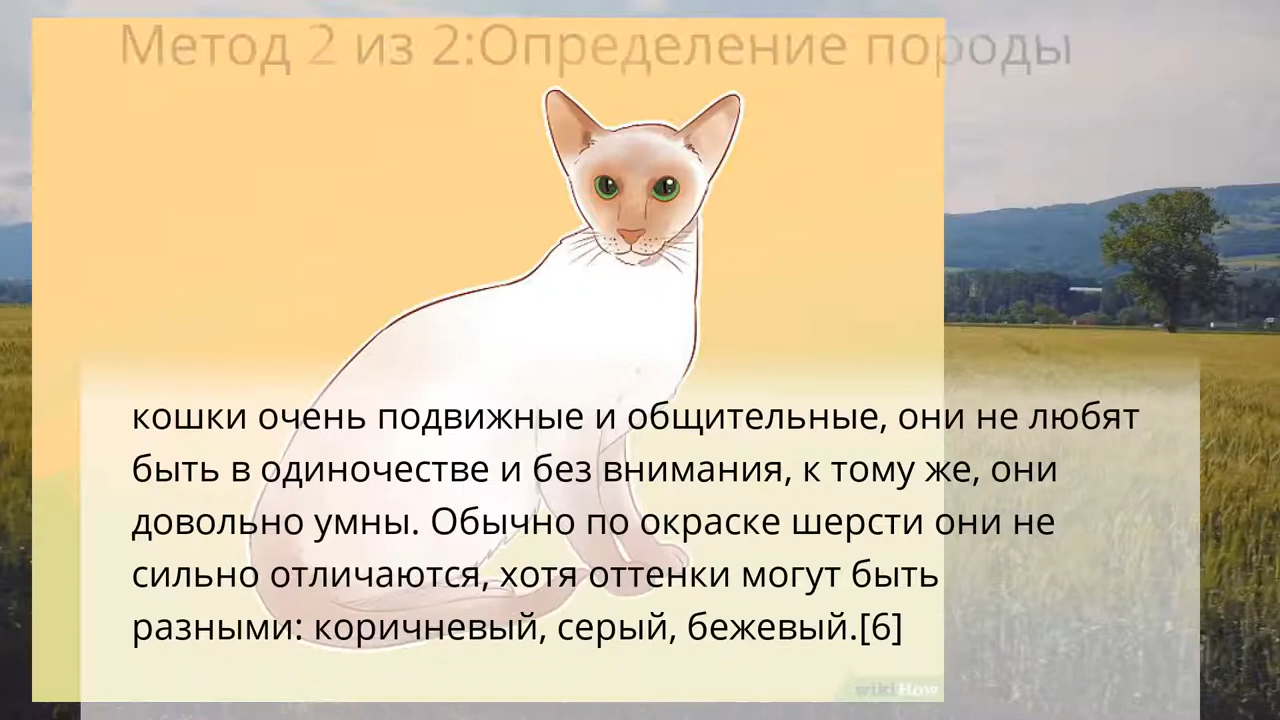 Метод 2 из 2:Определение породы
кошки очень подвижные и общительные, они не любят
быть в одиночестве и без внимания, к тому же, они
довольно умны. Обычно по окраске шерсти они не
сильно отличаются, хотя оттенки могут быть
разными: коричневый, серый, бежевый.[6]
wikiHow